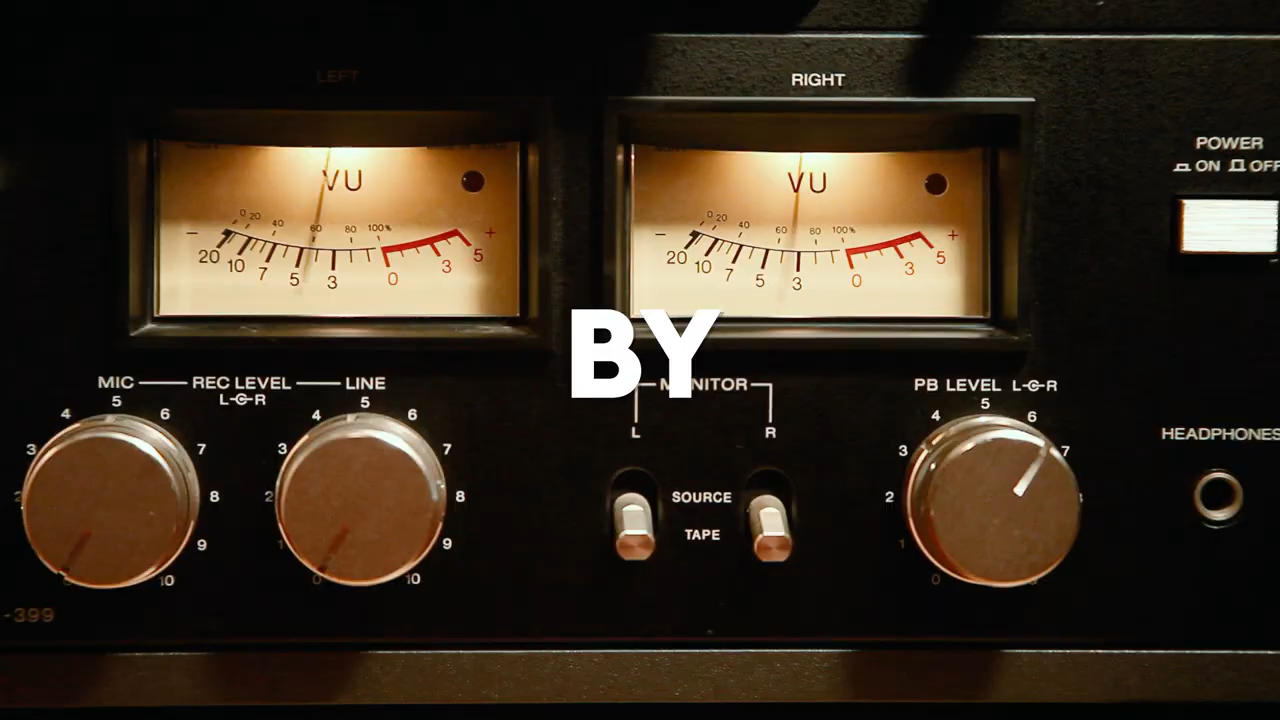 LEFT
RIGHT
POWER
ON OFF
VU
- 0 20 40 60 80 100% +
20 10 7 5 3 0 3 5
VU
- 0 20 40 60 80 100% +
20 10 7 5 3 0 3 5
BY
MIC REC LEVEL LINE
L R
MONITOR
L R
PB LEVEL L R
HEADPHONES
2 3 4 5 6 7 8 9 10
0 1 2 3 4 5 6 7 8 9 10
SOURCE
TAPE
0 1 2 3 4 5 6 7
-399